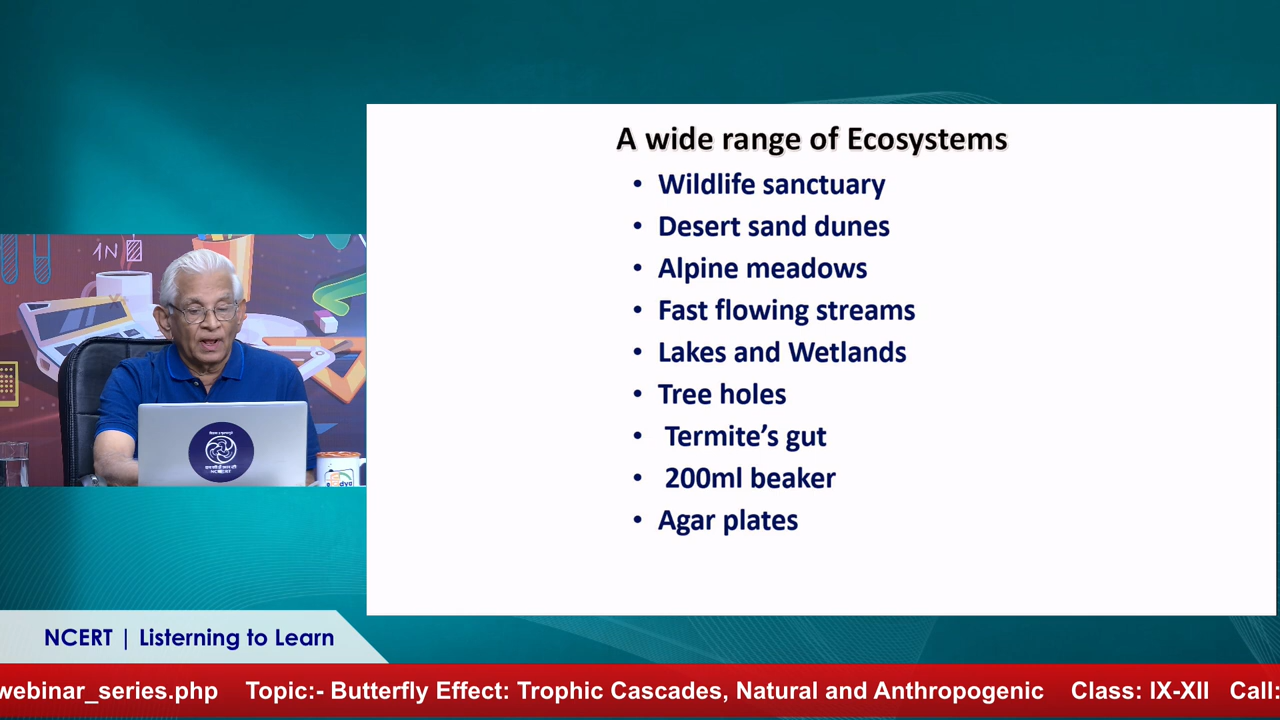 A wide range of Ecosystems
• Wildlife sanctuary
• Desert sand dunes
• Alpine meadows
• Fast flowing streams
• Lakes and Wetlands
• Tree holes
• Termite’s gut
• 200ml beaker
• Agar plates
NCERT
NCERT | Listerning to Learn
webinar_series.php Topic:- Butterfly Effect: Trophic Cascades, Natural and Anthropogenic Class: IX-XII Call: